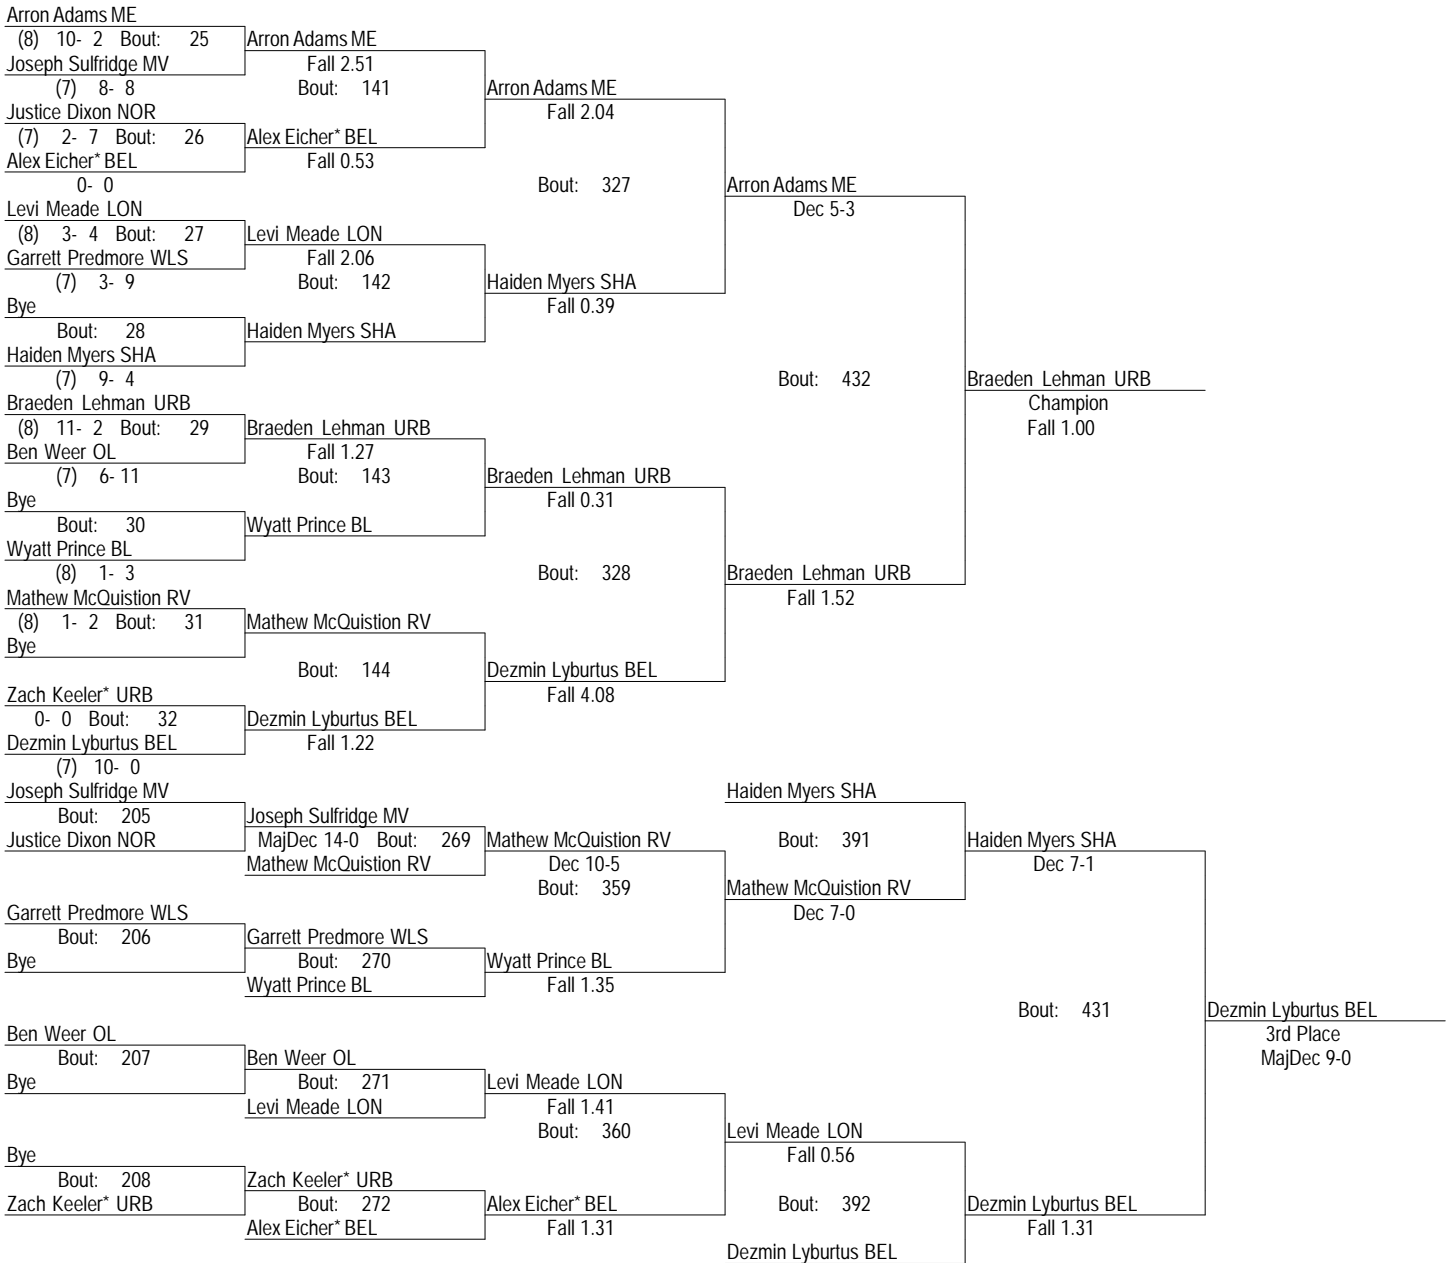 Arron Adams ME
(8) 10- 2 Bout: 25 Arron Adams ME
Joseph Sulfridge MV Fall 2.51
(7) 8- 8 Bout: 141 Arron Adams ME
Justice Dixon NOR Fall 2.04
(7) 2- 7 Bout: 26 Alex Eicher* BEL
Alex Eicher* BEL Fall 0.53
0- 0 Bout: 327 Arron Adams ME
Levi Meade LON Dec 5-3
(8) 3- 4 Bout: 27 Levi Meade LON
Garrett Predmore WLS Fall 2.06
(7) 3- 9 Bout: 142 Haiden Myers SHA
Bye Fall 0.39
Bout: 28 Haiden Myers SHA
Haiden Myers SHA
(7) 9- 4 Bout: 432 Braeden Lehman URB
Braeden Lehman URB Champion
(8) 11- 2 Bout: 29 Braeden Lehman URB Fall 1.00
Ben Weer OL Fall 1.27
(7) 6- 11 Bout: 143 Braeden Lehman URB
Bye Fall 0.31
Bout: 30 Wyatt Prince BL
Wyatt Prince BL
(8) 1- 3 Bout: 328 Braeden Lehman URB
Mathew McQuistion RV Fall 1.52
(8) 1- 2 Bout: 31 Mathew McQuistion RV
Bye
Bout: 144 Dezmin Lyburtus BEL
Zach Keeler* URB Fall 4.08
0- 0 Bout: 32 Dezmin Lyburtus BEL
Dezmin Lyburtus BEL Fall 1.22
(7) 10- 0
Joseph Sulfridge MV Haiden Myers SHA
Bout: 205 Joseph Sulfridge MV
Justice Dixon NOR MajDec 14-0 Bout: 269 Mathew McQuistion RV Bout: 391 Haiden Myers SHA
Mathew McQuistion RV Dec 10-5 Dec 7-1
Bout: 359 Mathew McQuistion RV
Garrett Predmore WLS Dec 7-0
Bout: 206 Garrett Predmore WLS
Bye Bout: 270 Wyatt Prince BL
Wyatt Prince BL Fall 1.35
Bout: 431 Dezmin Lyburtus BEL
Ben Weer OL 3rd Place
Bout: 207 Ben Weer OL MajDec 9-0
Bye Bout: 271 Levi Meade LON
Levi Meade LON Fall 1.41
Bout: 360 Levi Meade LON
Bye Fall 0.56
Bout: 208 Zach Keeler* URB
Zach Keeler* URB Bout: 272 Alex Eicher* BEL Bout: 392 Dezmin Lyburtus BEL
Alex Eicher* BEL Fall 1.31 Fall 1.31
Dezmin Lyburtus BEL